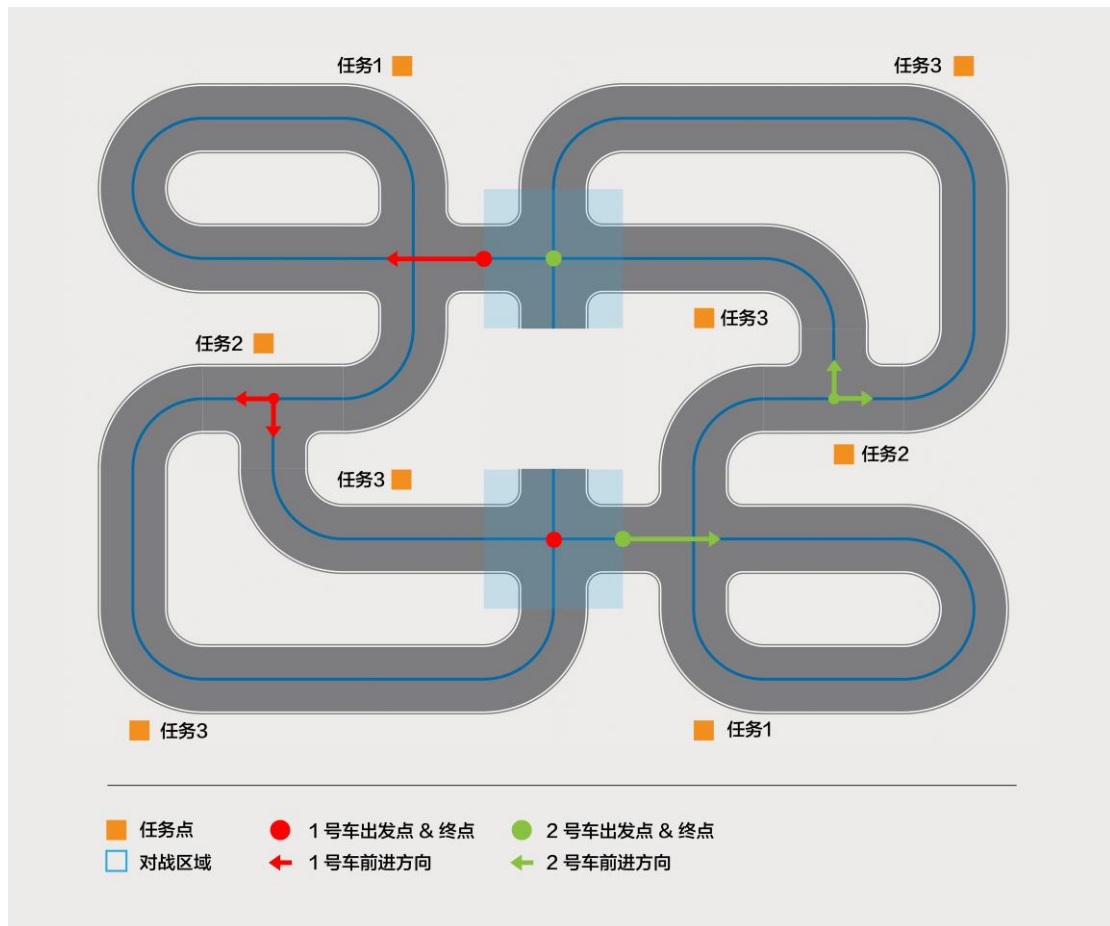 任务1
任务3
任务3
任务2
任务2
任务3
任务3
任务1
任务点
1号车出发点 & 终点
2号车出发点 & 终点
对战区域
1号车前进方向
2号车前进方向